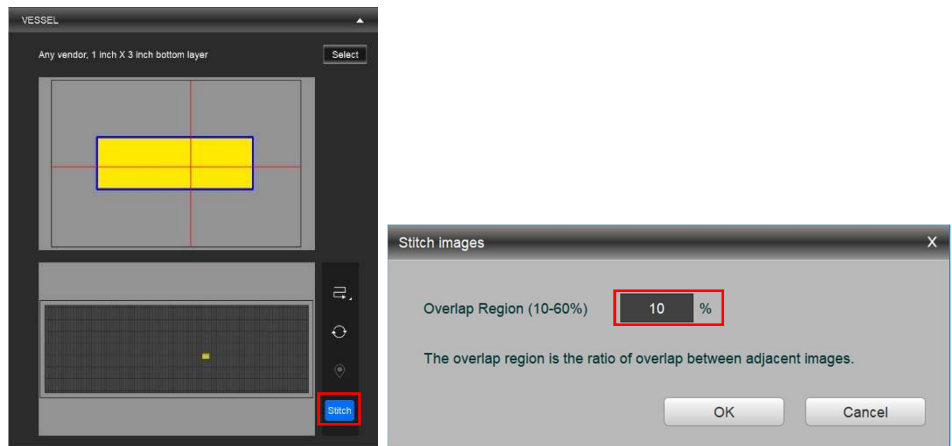 VESSEL
Any vendor, 1 inch X 3 inch bottom layer
Select
Stitch
Stitch images
X
Overlap Region (10-60%)
10
%
The overlap region is the ratio of overlap between adjacent images.
OK
Cancel